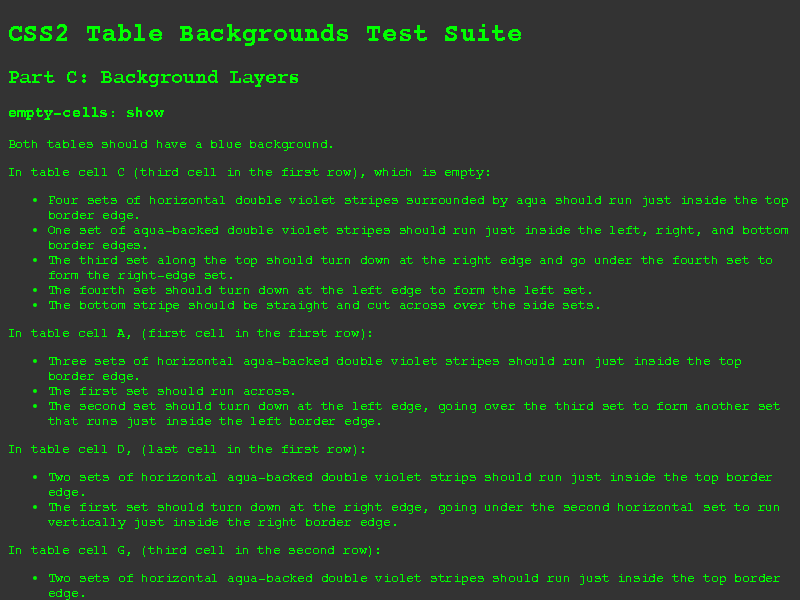 CSS2 Table Backgrounds Test Suite
Part C: Background Layers
empty-cells: show
Both tables should have a blue background.
In table cell C (third cell in the first row), which is empty:
• Four sets of horizontal double violet stripes surrounded by aqua should run just inside the top
border edge.
• One set of aqua-backed double violet stripes should run just inside the left, right, and bottom
border edges.
• The third set along the top should turn down at the right edge and go under the fourth set to
form the right-edge set.
• The fourth set should turn down at the left edge to form the left set.
• The bottom stripe should be straight and cut across over the side sets.
In table cell A, (first cell in the first row):
• Three sets of horizontal aqua-backed double violet stripes should run just inside the top
border edge.
• The first set should run across.
• The second set should turn down at the left edge, going over the third set to form another set
that runs just inside the left border edge.
In table cell D, (last cell in the first row):
• Two sets of horizontal aqua-backed double violet strips should run just inside the top border
edge.
• The first set should turn down at the right edge, going under the second horizontal set to run
vertically just inside the right border edge.
In table cell G, (third cell in the second row):
• Two sets of horizontal aqua-backed double violet stripes should run just inside the top border
edge.